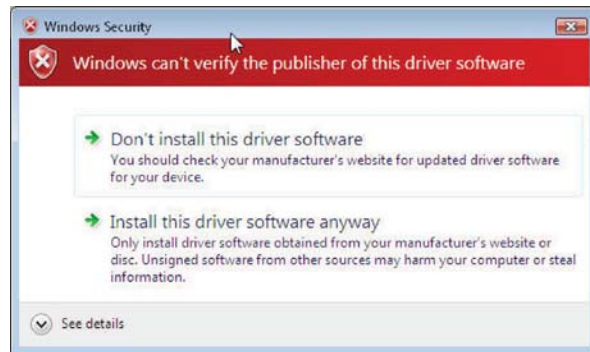 Windows Security
Windows can't verify the publisher of this driver software
Don't install this driver software
You should check your manufacturer's website for updated driver software
for your device.
Install this driver software anyway
Only install driver software obtained from your manufacturer's website or
disc. Unsigned software from other sources may harm your computer or steal
information.
See details